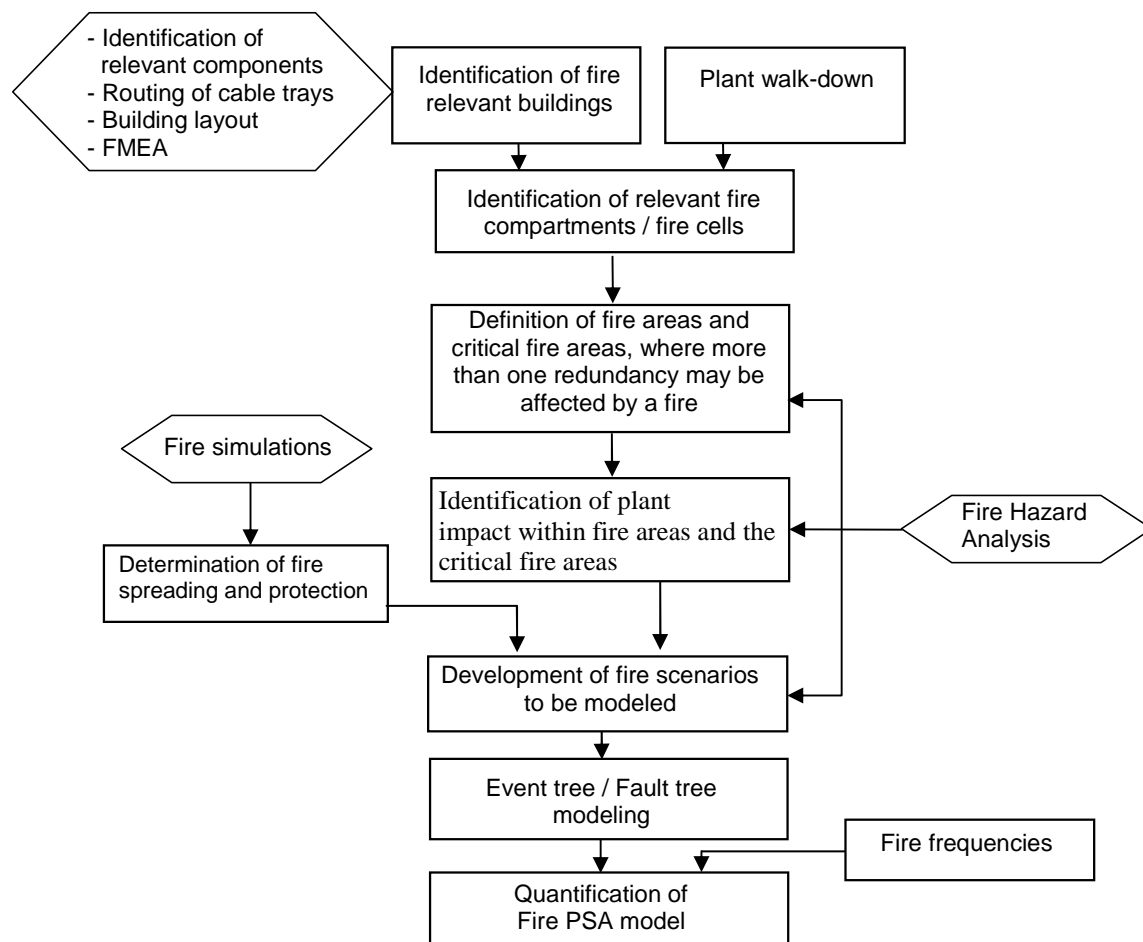 - Identification of
relevant components
- Routing of cable trays
- Building layout
- FMEA
Identification of fire
relevant buildings
Plant walk-down
Identification of relevant fire
compartments / fire cells
Definition of fire areas and
critical fire areas, where more
than one redundancy may be
affected by a fire
Fire simulations
Identification of plant
impact within fire areas and the
critical fire areas
Fire Hazard
Analysis
Determination of fire
spreading and protection
Development of fire scenarios
to be modeled
Event tree / Fault tree
modeling
Fire frequencies
Quantification of
Fire PSA model